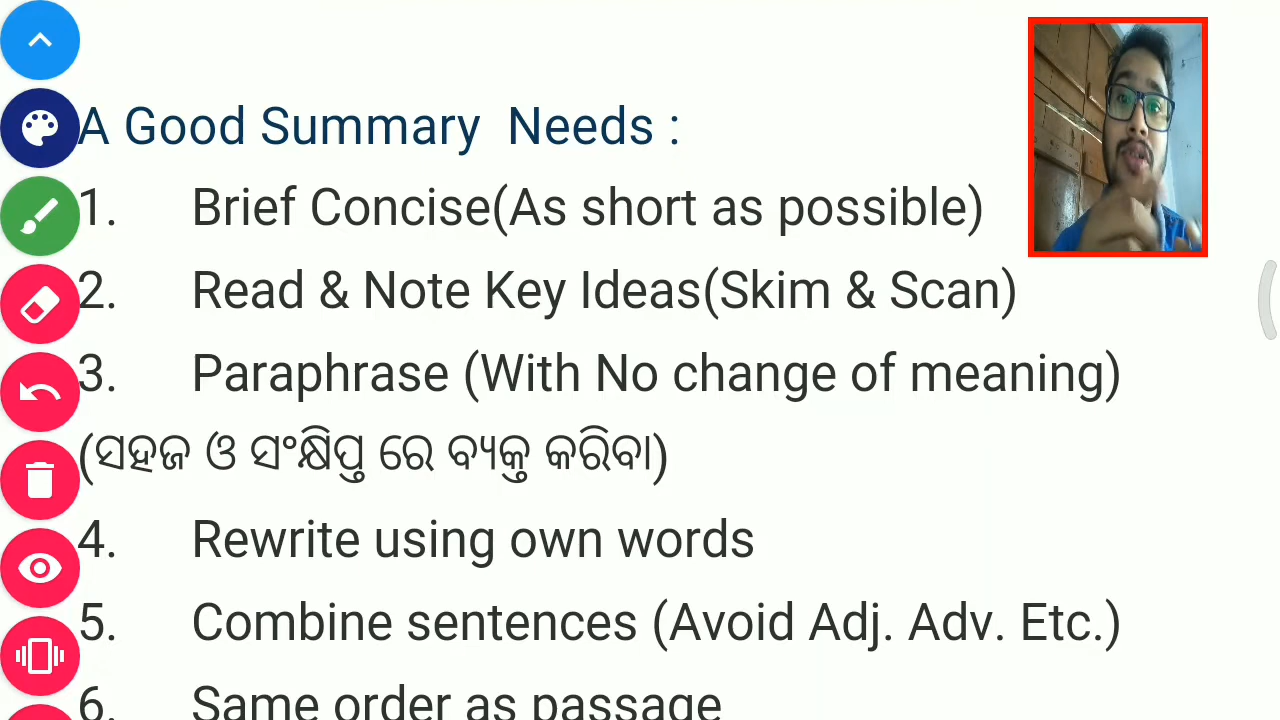 A Good Summary  Needs :
1. Brief Concise(As short as possible)
2. Read & Note Key Ideas(Skim & Scan)
3. Paraphrase (With No change of meaning)
(ସହଜ ଓ ସଂକ୍ଷିପ୍ତ ରେ ବ୍ୟକ୍ତ କରିବା)
4. Rewrite using own words
5. Combine sentences (Avoid Adj. Adv. Etc.)
6. Same order as passage